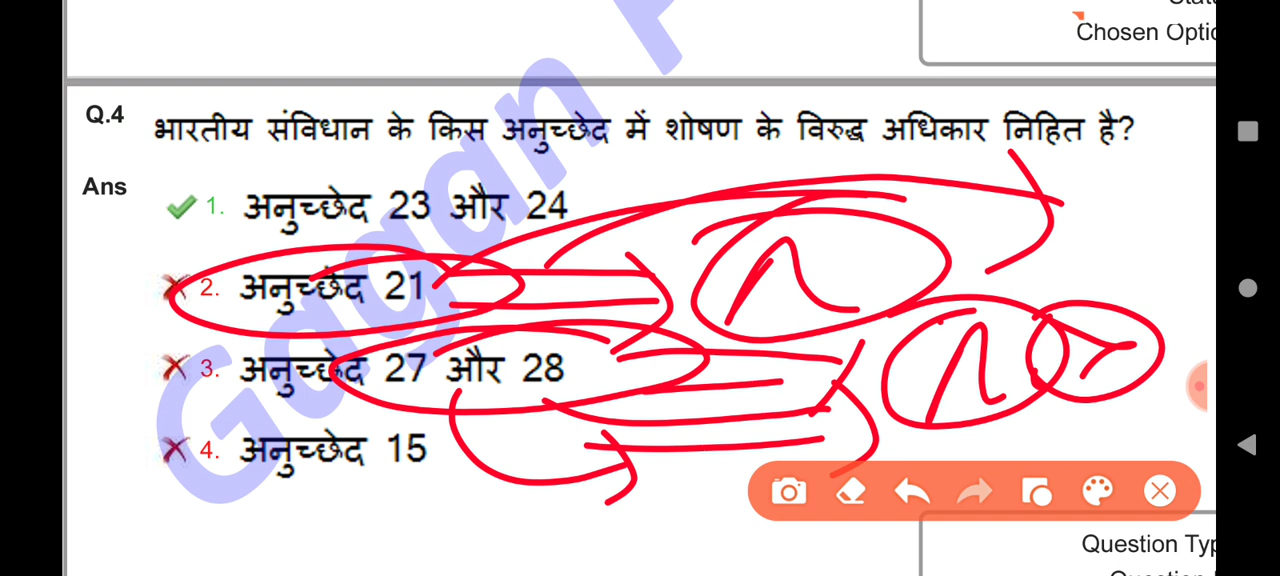 Chosen Optic
Q.4 भारतीय संविधान के किस अनुच्छेद में शोषण के विरुद्ध अधिकार निहित है?
Ans
1. अनुच्छेद 23 और 24
2. अनुच्छेद 21
3. अनुच्छेद 27 और 28
4. अनुच्छेद 15
Gagan P
Question Typ